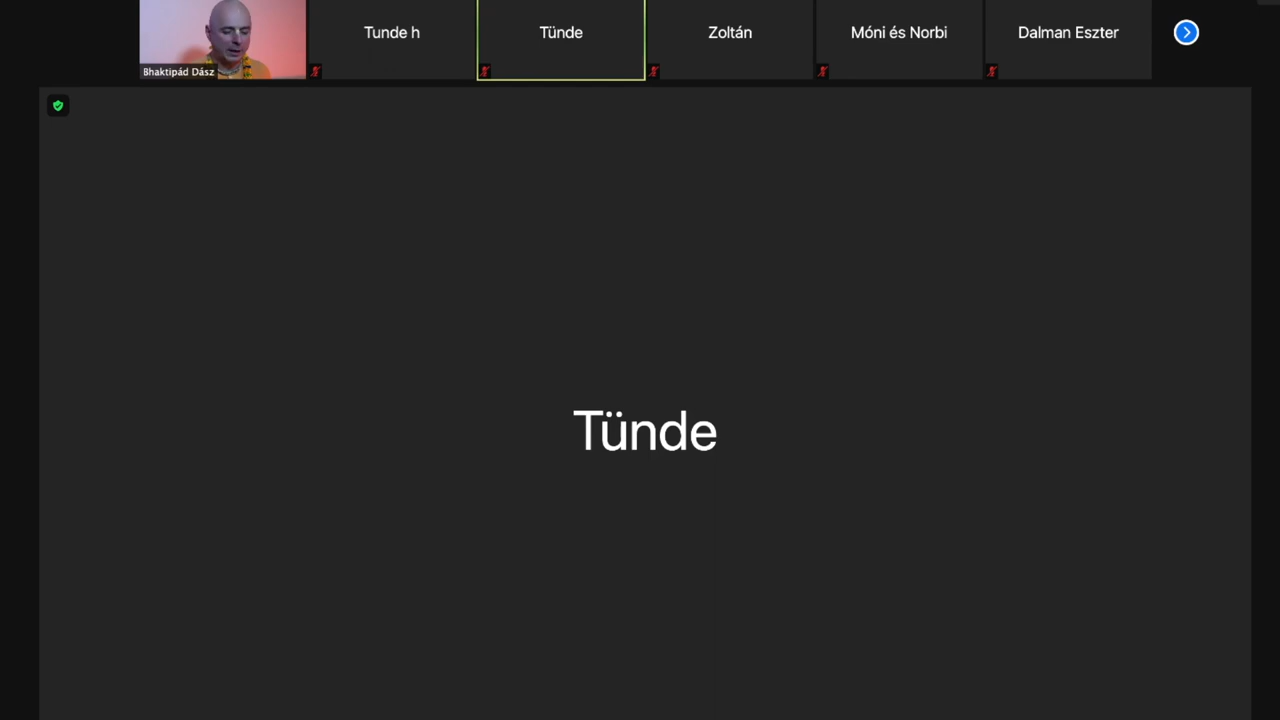 Bhaktipád Dász
Tunde h
Tünde
Zoltán
Móni és Norbi
Dalman Eszter
Tünde